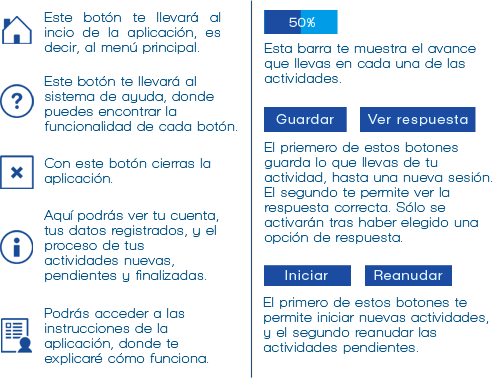 Este botón te llevará al
incio de la aplicación, es
decir, al menú principal.
?
Este botón te llevará al
sistema de ayuda, donde
puedes encontrar la
funcionalidad de cada botón.
Con este botón cierras la
aplicación.
Aquí podrás ver tu cuenta,
tus datos registrados, y el
proceso de tus
actividades nuevas,
pendientes y finalizadas.
Podrás acceder a las
instrucciones de la
aplicación, donde te
explicaré cómo funciona.
50%
Esta barra te muestra el avance
que llevas en cada una de las
actividades.
Guardar Ver respuesta
El priemero de estos botones
guarda lo que llevas de tu
actividad, hasta una nueva sesión.
El segundo te permite ver la
respuesta correcta. Sólo se
activarán tras haber elegido una
opción de respuesta.
Iniciar Reanudar
El primero de estos botones te
permite iniciar nuevas actividades,
y el segundo reanudar las
actividades pendientes.